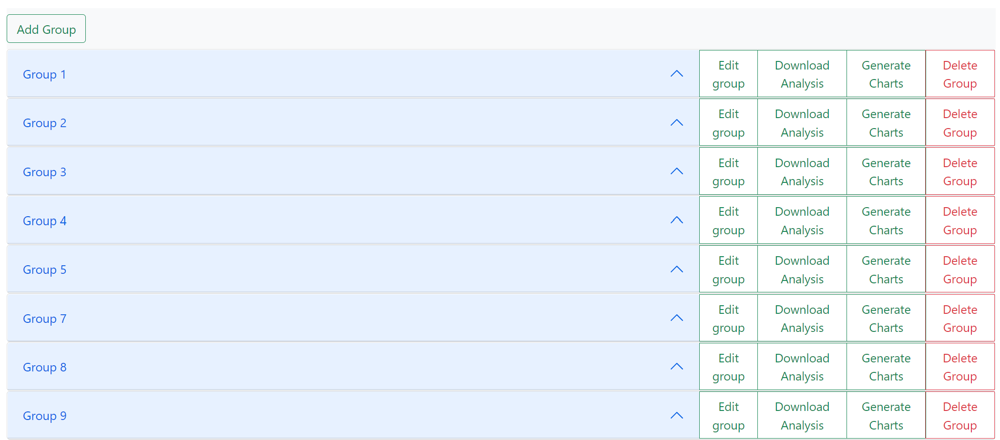 Add Group
Group 1
Edit group
Download Analysis
Generate Charts
Delete Group
Group 2
Edit group
Download Analysis
Generate Charts
Delete Group
Group 3
Edit group
Download Analysis
Generate Charts
Delete Group
Group 4
Edit group
Download Analysis
Generate Charts
Delete Group
Group 5
Edit group
Download Analysis
Generate Charts
Delete Group
Group 7
Edit group
Download Analysis
Generate Charts
Delete Group
Group 8
Edit group
Download Analysis
Generate Charts
Delete Group
Group 9
Edit group
Download Analysis
Generate Charts
Delete Group